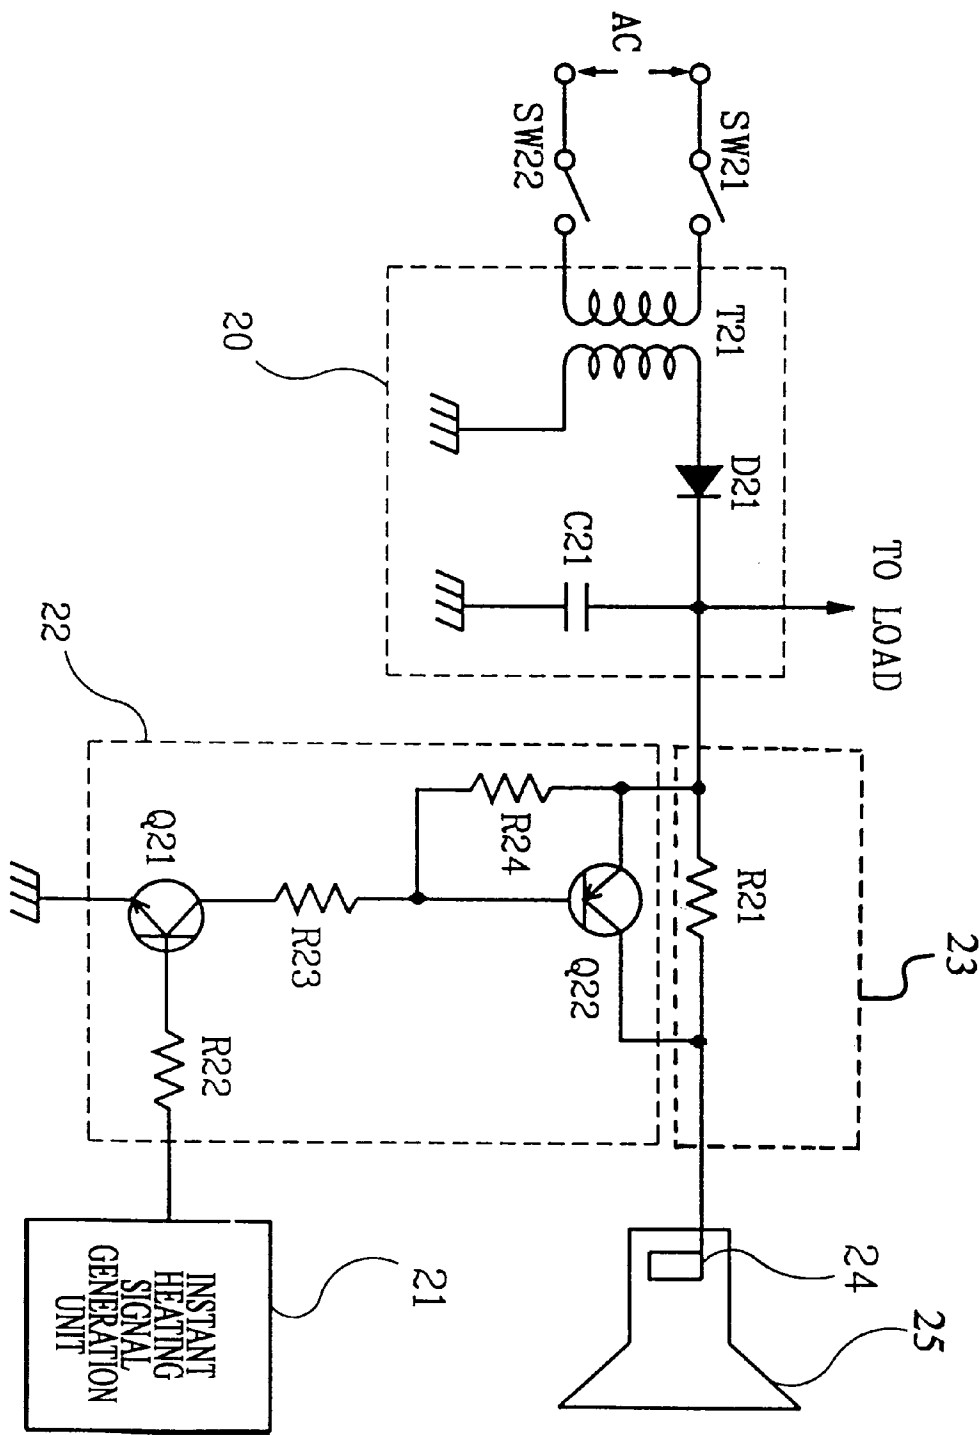 AC
SW21
SW22
T21
20
D21
C21
TO LOAD
22
23
R21
R24
Q22
Q21
R23
R22
24
25
21
INSTANT
HEATING
SIGNAL
GENERATION
UNIT